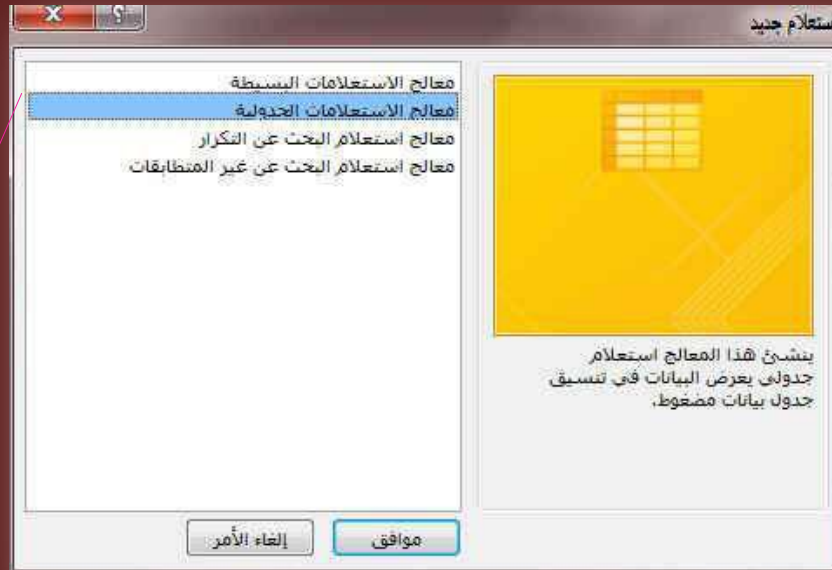 ستعلام جديد
معالج الاستعلامات البسيطة
معالج الاستعلامات الجدولية
معالج استعلام البحث عن التكرار
معالج استعلام البحث عن غير المتطابقات
ينشئ هذا المعالج استعلام
جدولي يعرض البيانات في تنسيق
جدول بيانات مضغوط.
موافق
إلغاء الأمر